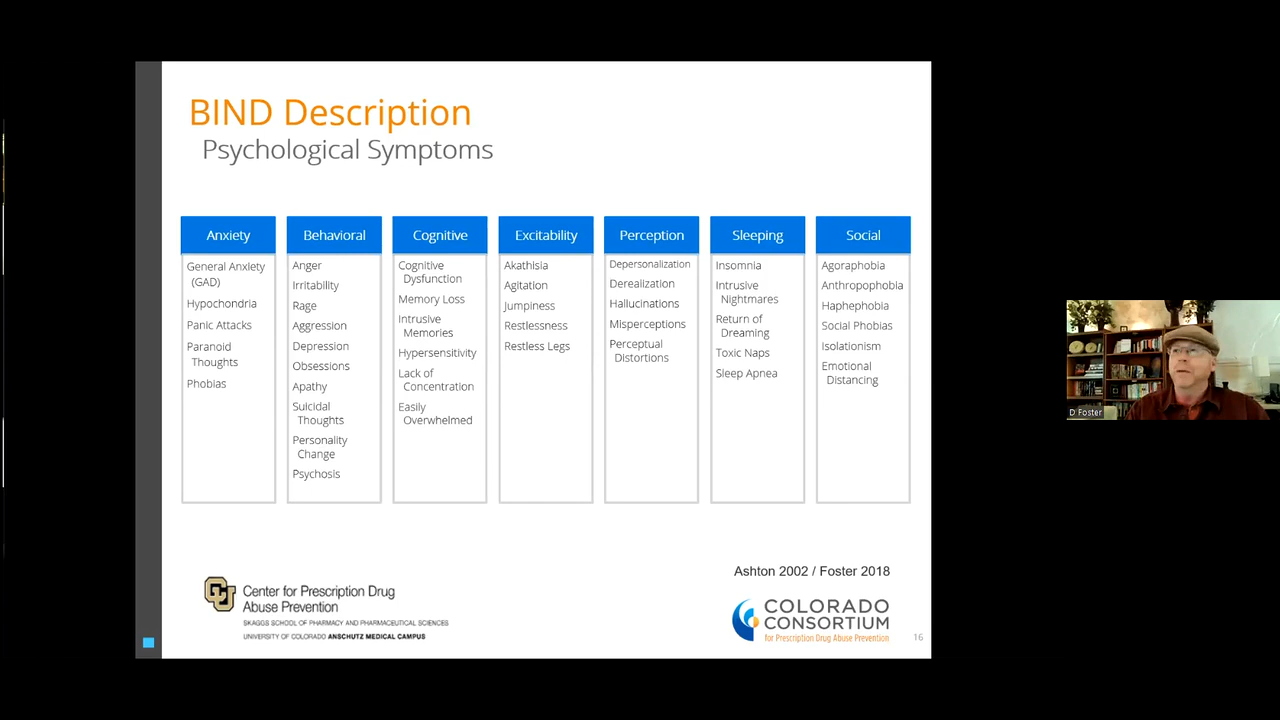 BIND Description
Psychological Symptoms
Anxiety
General Anxiety
(GAD)
Hypochondria
Panic Attacks
Paranoid
Thoughts
Phobias
Behavioral
Anger
Irritability
Rage
Aggression
Depression
Obsessions
Apathy
Suicidal
Thoughts
Personality
Change
Psychosis
Cognitive
Cognitive
Dysfunction
Memory Loss
Intrusive
Memories
Hypersensitivity
Lack of
Concentration
Easily
Overwhelmed
Excitability
Akathisia
Agitation
Jumpiness
Restlessness
Restless Legs
Perception
Depersonalization
Derealization
Hallucinations
Misperceptions
Perceptual
Distortions
Sleeping
Insomnia
Intrusive
Nightmares
Return of
Dreaming
Toxic Naps
Sleep Apnea
Social
Agoraphobia
Anthropophobia
Haphephobia
Social Phobias
Isolationism
Emotional
Distancing
D Foster
Ashton 2002 / Foster 2018
CU
Center for Prescription Drug
Abuse Prevention
SKAGGS SCHOOL OF PHARMACY AND PHARMACEUTICAL SCIENCES
UNIVERSITY OF COLORADO ANSCHUTZ MEDICAL CAMPUS
COLORADO
CONSORTIUM
for Prescription Drug Abuse Prevention
16